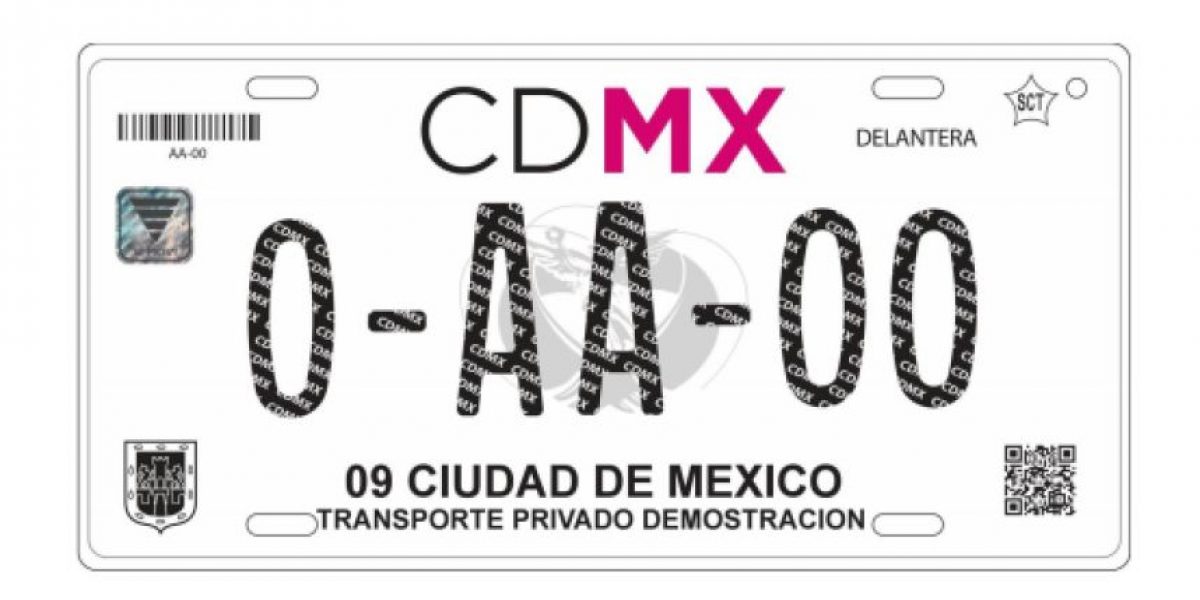 CDMX
SCT
DELANTERA
AA-00
0-AA-00
09 CIUDAD DE MEXICO
TRANSPORTE PRIVADO DEMOSTRACION